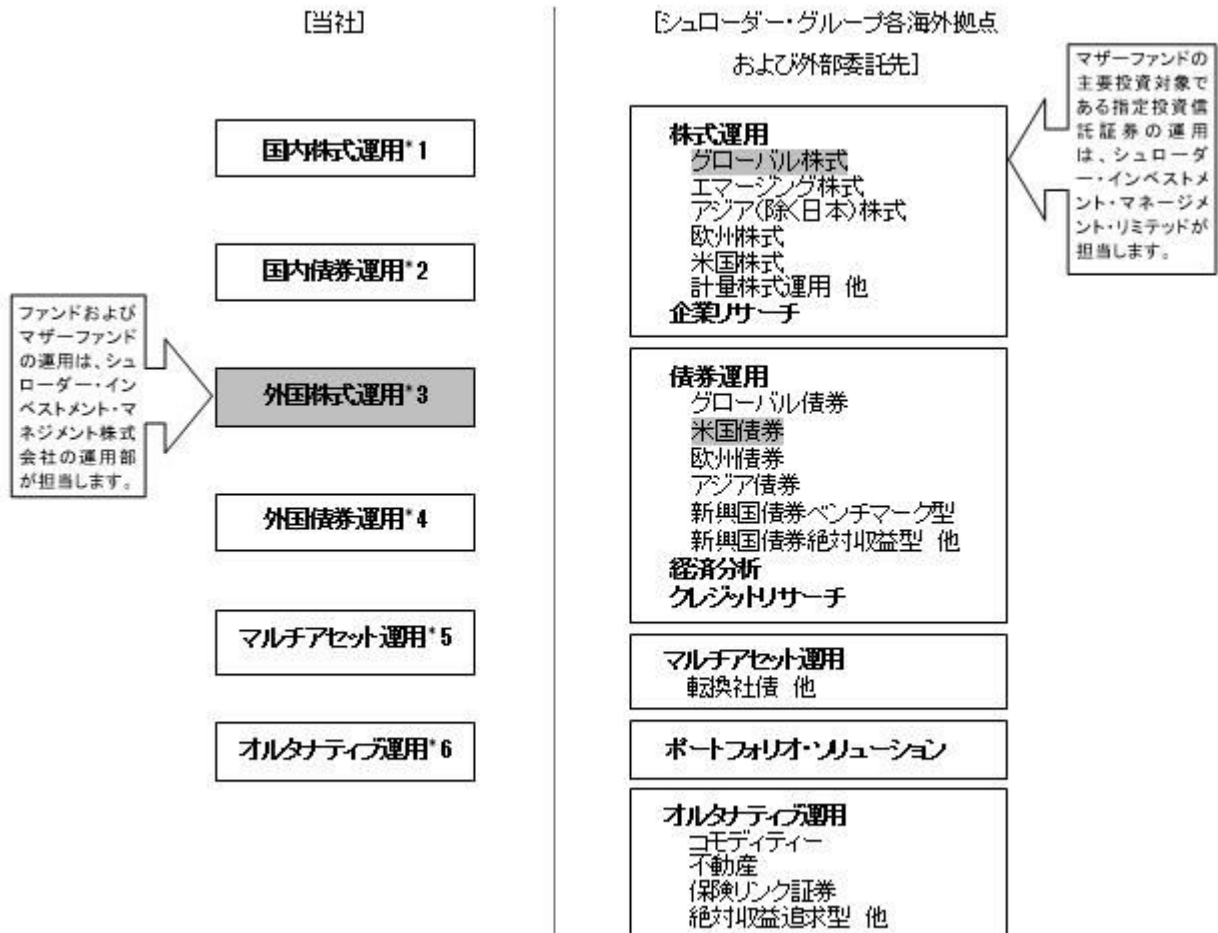 [当社]
国内株式運用*1
国内債券運用*2
ファンドおよび
マザーファンド
の運用は、シュ
ローダー・イン
ベストメント・マ
ネジメント株式
会社の運用部
が担当します。
外国株式運用*3
外国債券運用*4
マルチアセット運用*5
オルタナティブ運用*6
[シュローダー・グループ各海外拠点
および外部委託先]
マザーファンドの
主要投資対象で
ある指定投資信
託証券の運用
は、シュローダ
ー・インベストメ
ント・マネージメ
ント・リミテッドが
担当します。
株式運用
グローバル株式
エマージング株式
アジア(除く日本)株式
欧州株式
米国株式
計量株式運用 他
企業リサーチ
債券運用
グローバル債券
米国債券
欧州債券
アジア債券
新興国債券ベンチマーク型
新興国債券絶対収益型 他
経済分析
クレジットリサーチ
マルチアセット運用
転換社債 他
ポートフォリオ・ソリューション
オルタナティブ運用
コモディティー
不動産
保険リンク証券
絶対収益追求型 他